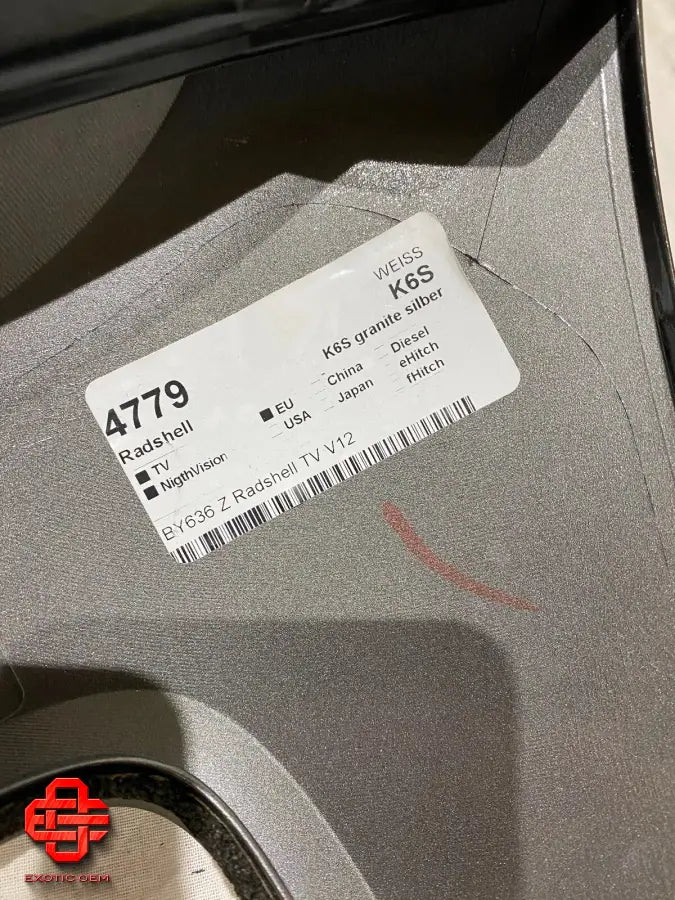 WEISS
K6S
K6S granite silber
4779
Radshell
TV
NigthVision
EU
USA
China
Japan
Diesel
eHitch
fHitch
BY636 Z Radshell TV V12
EXOTIC OEM